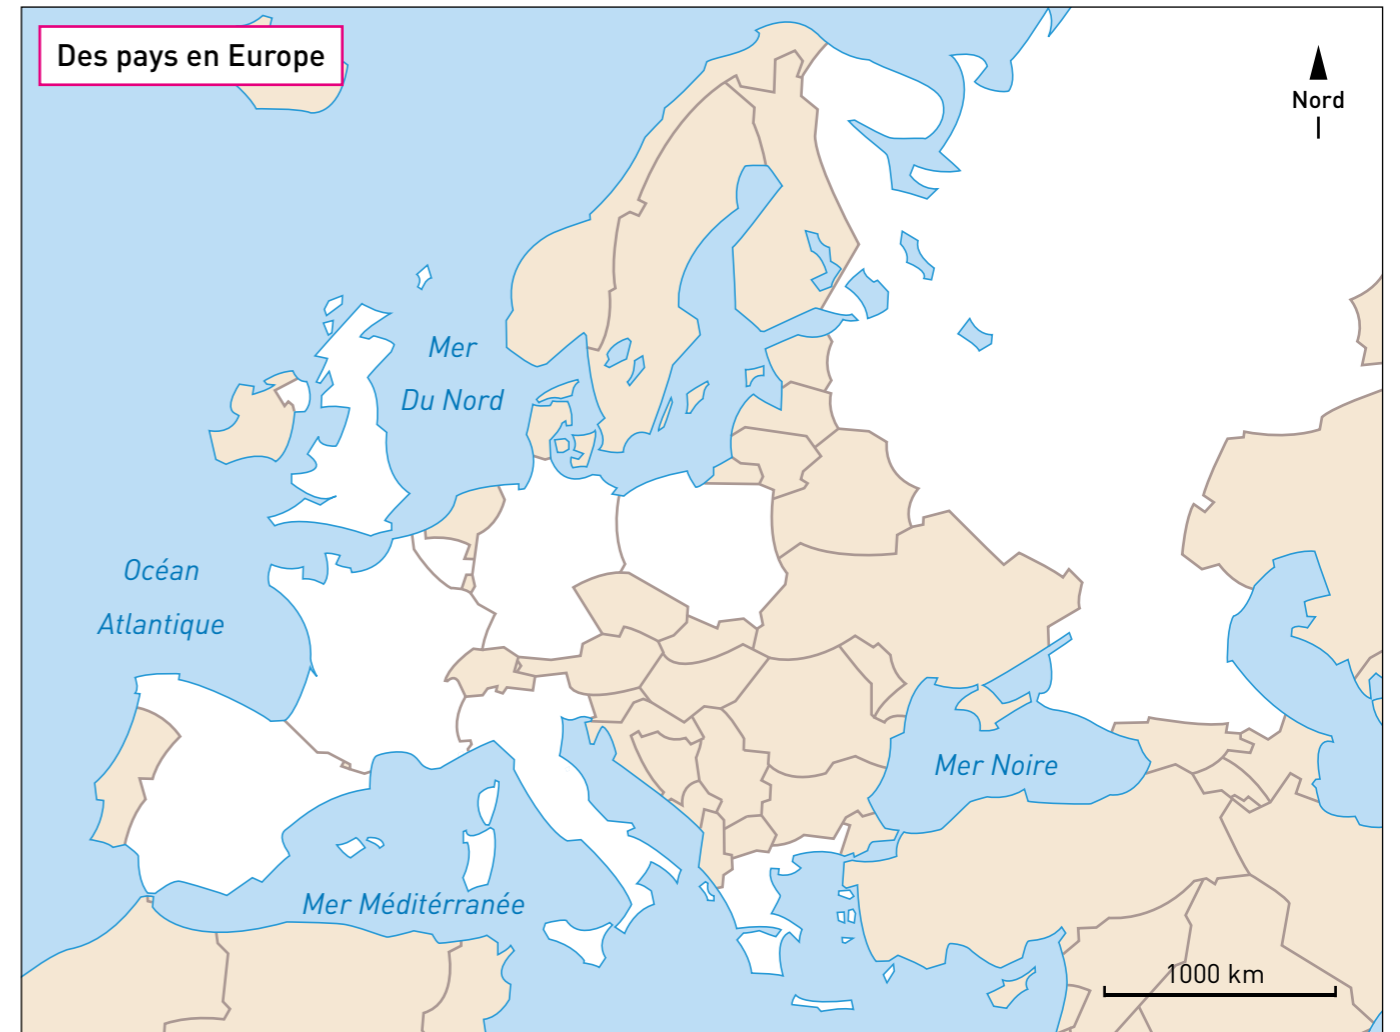 Des pays en Europe
Nord
Mer
Du Nord
Océan
Atlantique
Mer Noire
Mer Méditérranée
1000 km